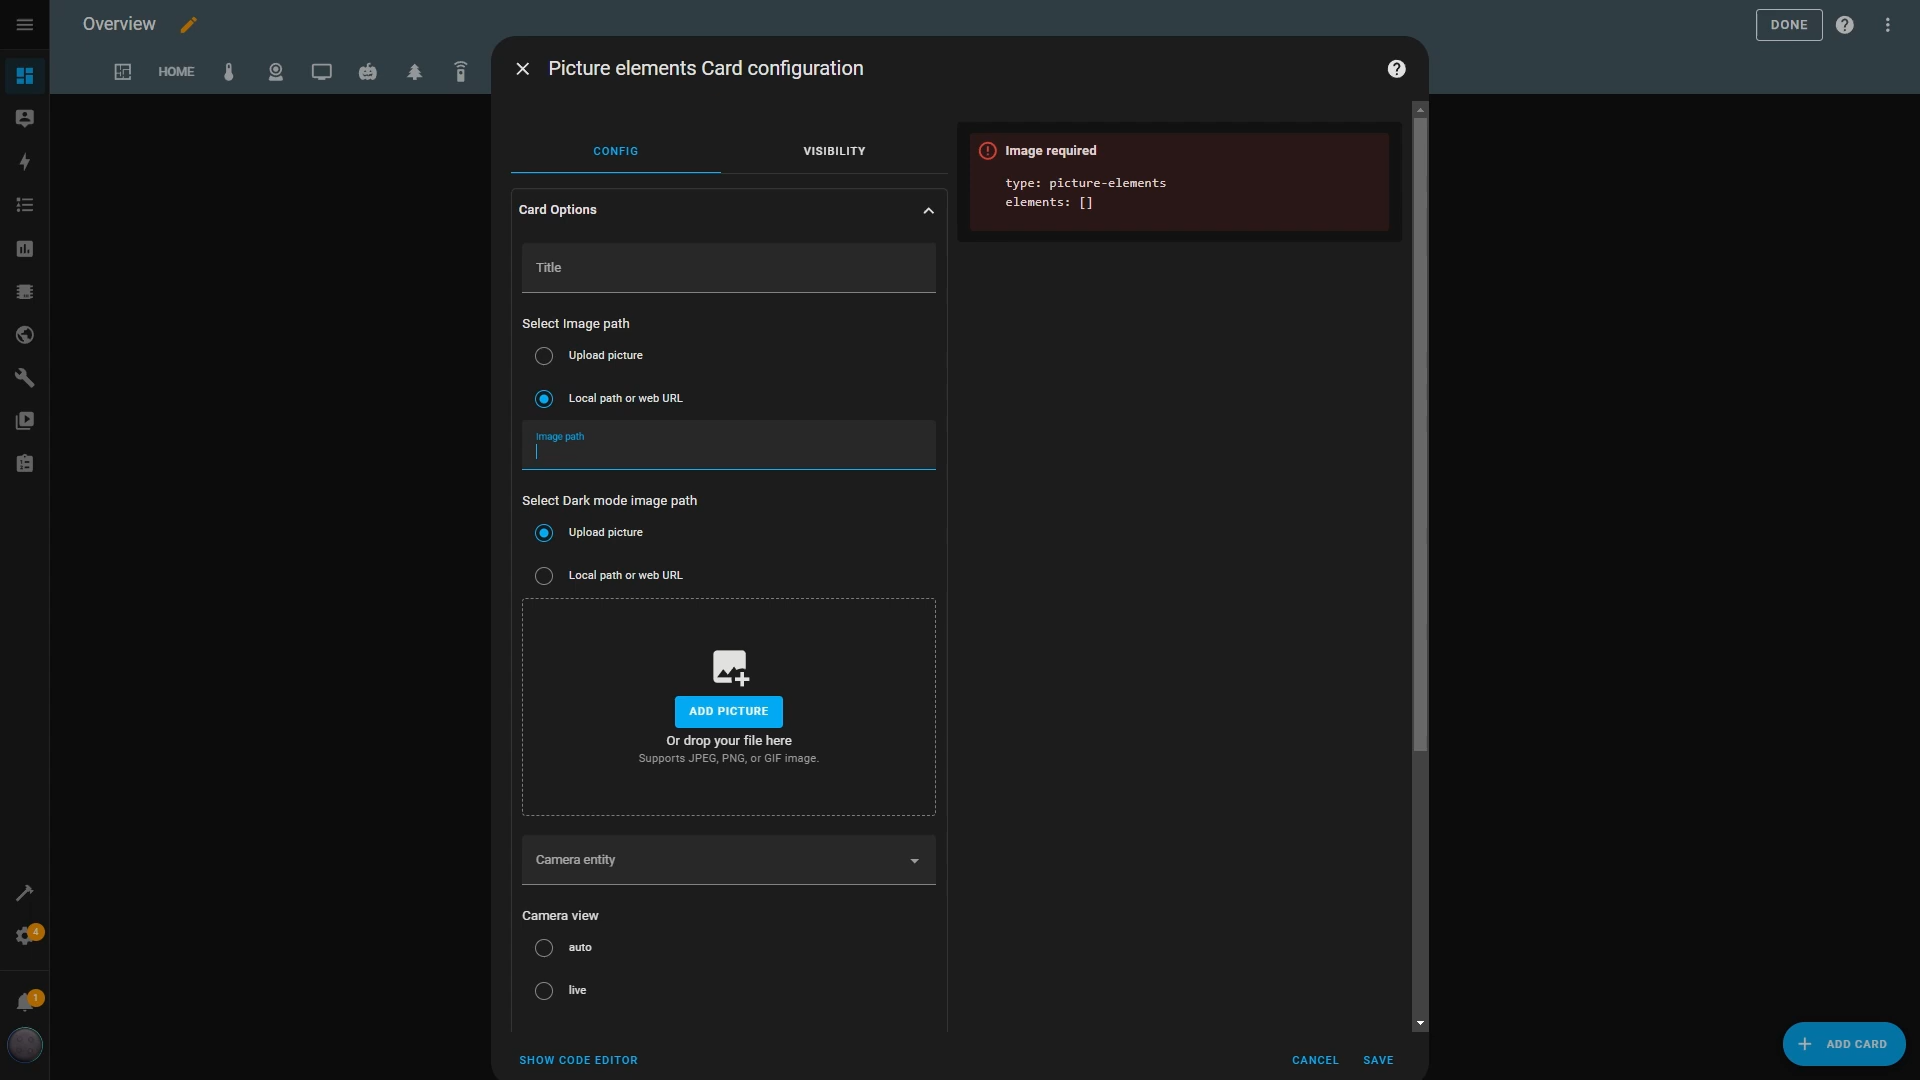 Overview
DONE
HOME
Picture elements Card configuration
CONFIG
VISIBILITY
Image required
type: picture-elements
elements: []
Card Options
Title
Select Image path
Upload picture
Local path or web URL
Image path
Select Dark mode image path
Upload picture
Local path or web URL
ADD PICTURE
Or drop your file here
Supports JPEG, PNG, or GIF image.
Camera entity
Camera view
auto
live
4
1
SHOW CODE EDITOR
CANCEL
SAVE
ADD CARD